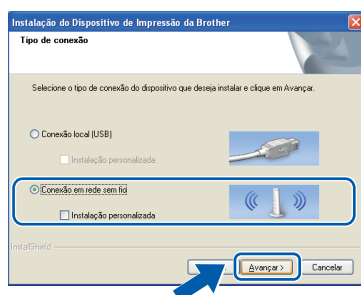 Instalação do Dispositivo de Impressão da Brother
Tipo de conexão
Selecione o tipo de conexão do dispositivo que deseja instalar e clique em Avançar.
Conexão local (USB)
Instalação personalizada
Conexão em rede sem fio
Instalação personalizada
InstallShield
Avançar > Cancelar